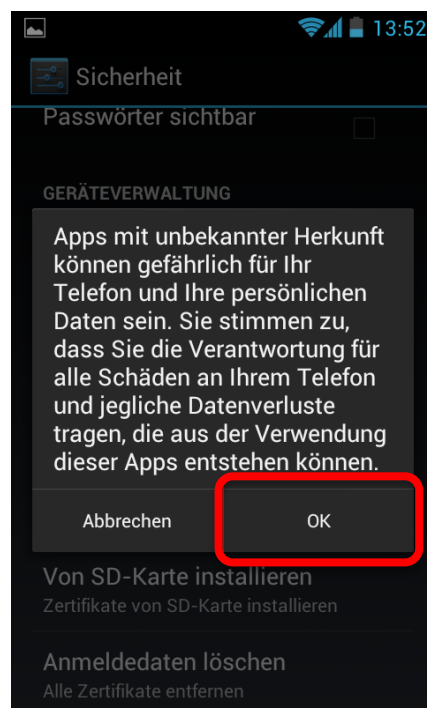 13:52
Sicherheit
Passwörter sichtbar
GERÄTEVERWALTUNG
Apps mit unbekannter Herkunft
können gefährlich für Ihr
Telefon und Ihre persönlichen
Daten sein. Sie stimmen zu,
dass Sie die Verantwortung für
alle Schäden an Ihrem Telefon
und jegliche Datenverluste
tragen, die aus der Verwendung
dieser Apps entstehen können.
Abbrechen OK
Von SD-Karte installieren
Zertifikate von SD-Karte installieren
Anmeldedaten löschen
Alle Zertifikate entfernen